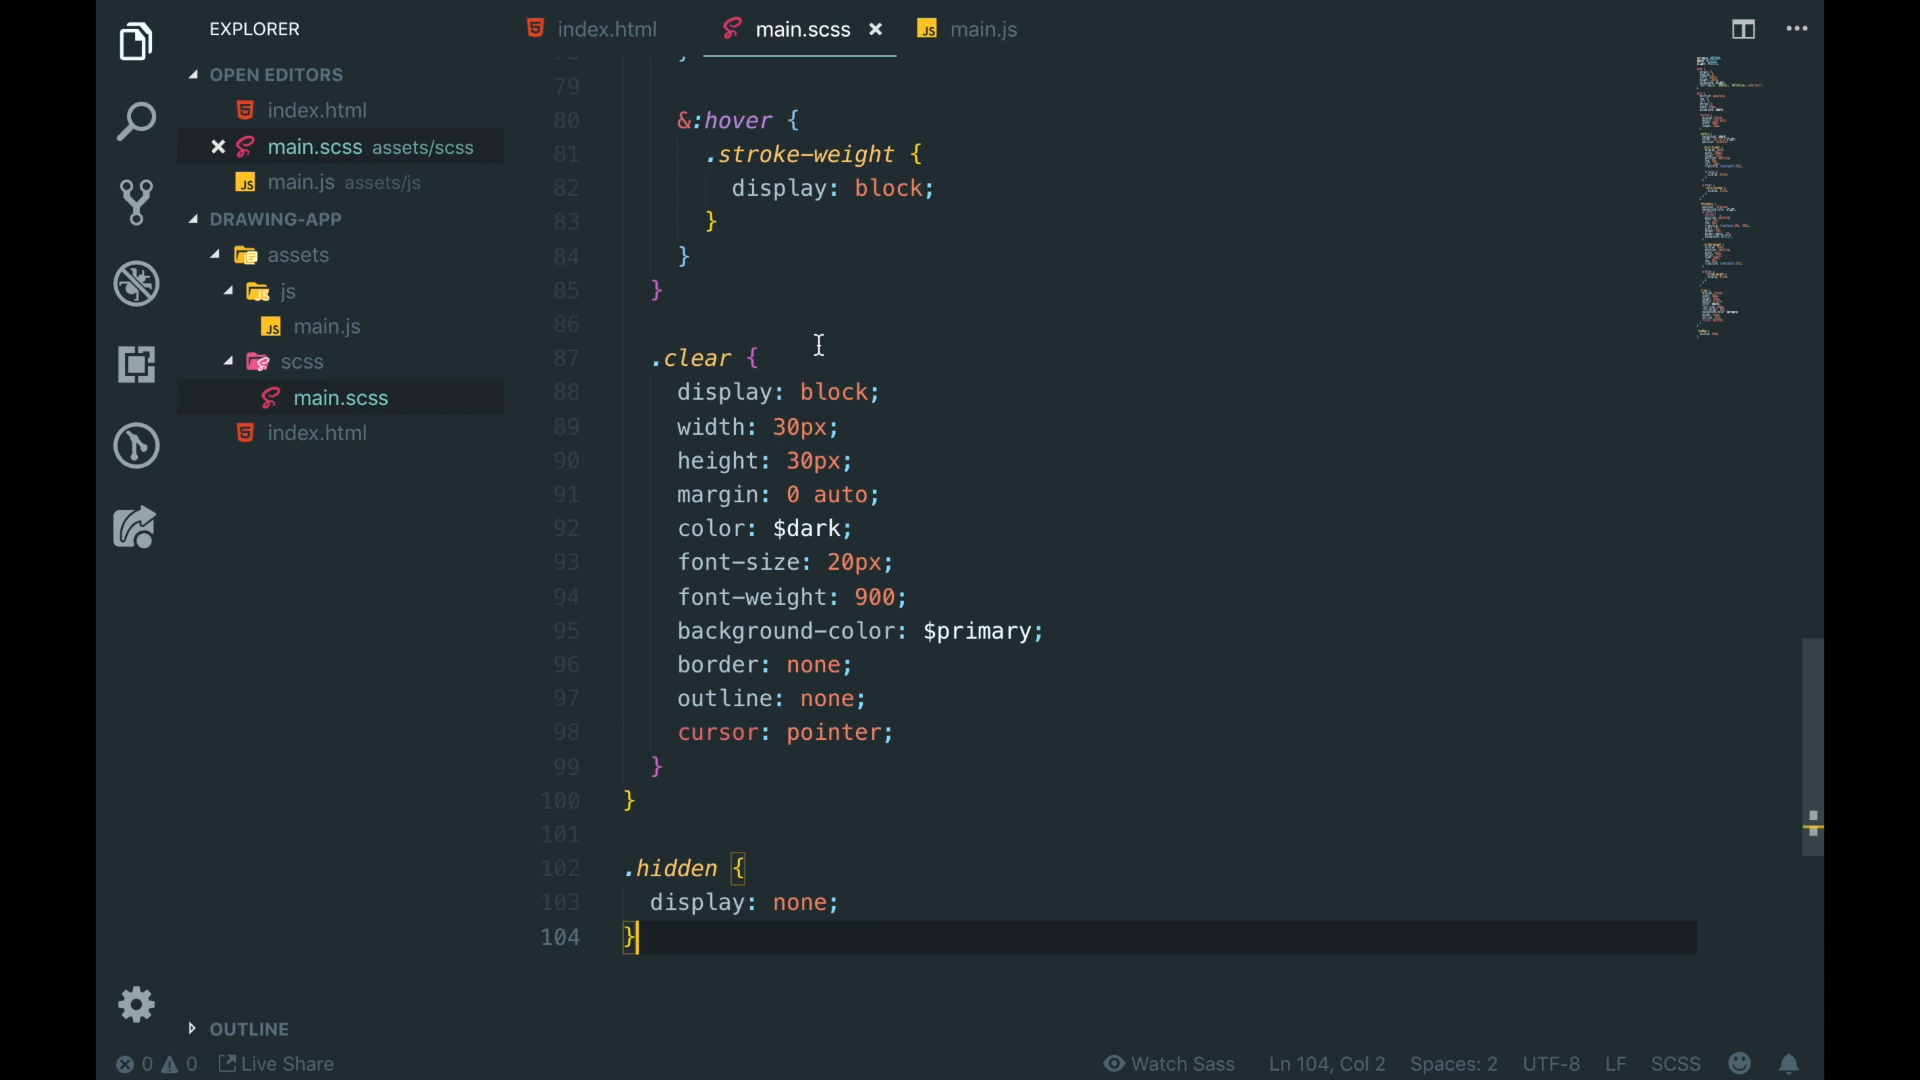 EXPLORER
index.html
main.scss
main.js
OPEN EDITORS
index.html
main.scss assets/scss
main.js assets/js
DRAWING-APP
assets
js
main.js
scss
main.scss
index.html
79
80 &:hover {
81 .stroke-weight {
82 display: block;
83 }
84 }
85 }
86
87 .clear {
88 display: block;
89 width: 30px;
90 height: 30px;
91 margin: 0 auto;
92 color: $dark;
93 font-size: 20px;
94 font-weight: 900;
95 background-color: $primary;
96 border: none;
97 outline: none;
98 cursor: pointer;
99 }
100 }
101
102 .hidden {
103 display: none;
104 }
OUTLINE
0 0 Live Share
Watch Sass Ln 104, Col 2 Spaces: 2 UTF-8 LF SCSS